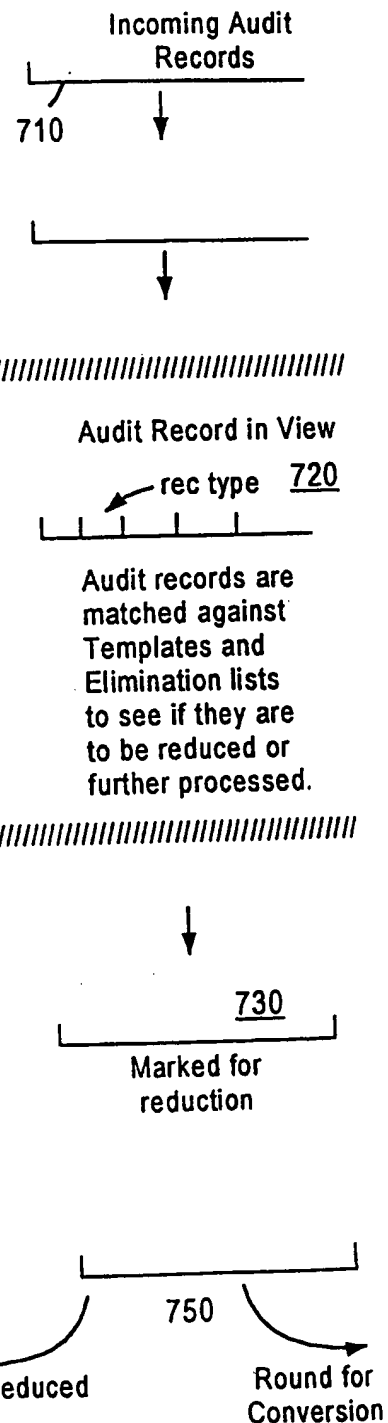 Incoming Audit
Records
710
Audit Record in View
rec type 720
Audit records are
matched against
Templates and
Elimination lists
to see if they are
to be reduced or
further processed.
730
Marked for
reduction
750
educed
Round for
Conversion